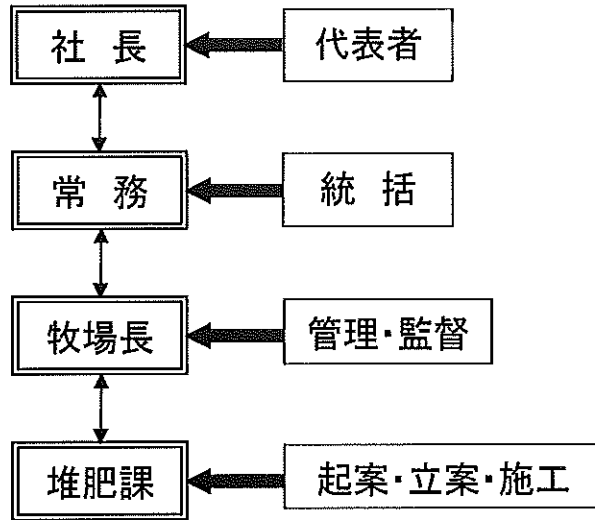 社長
代表者
常務
統括
牧場長
管理・監督
堆肥課
起案・立案・施工